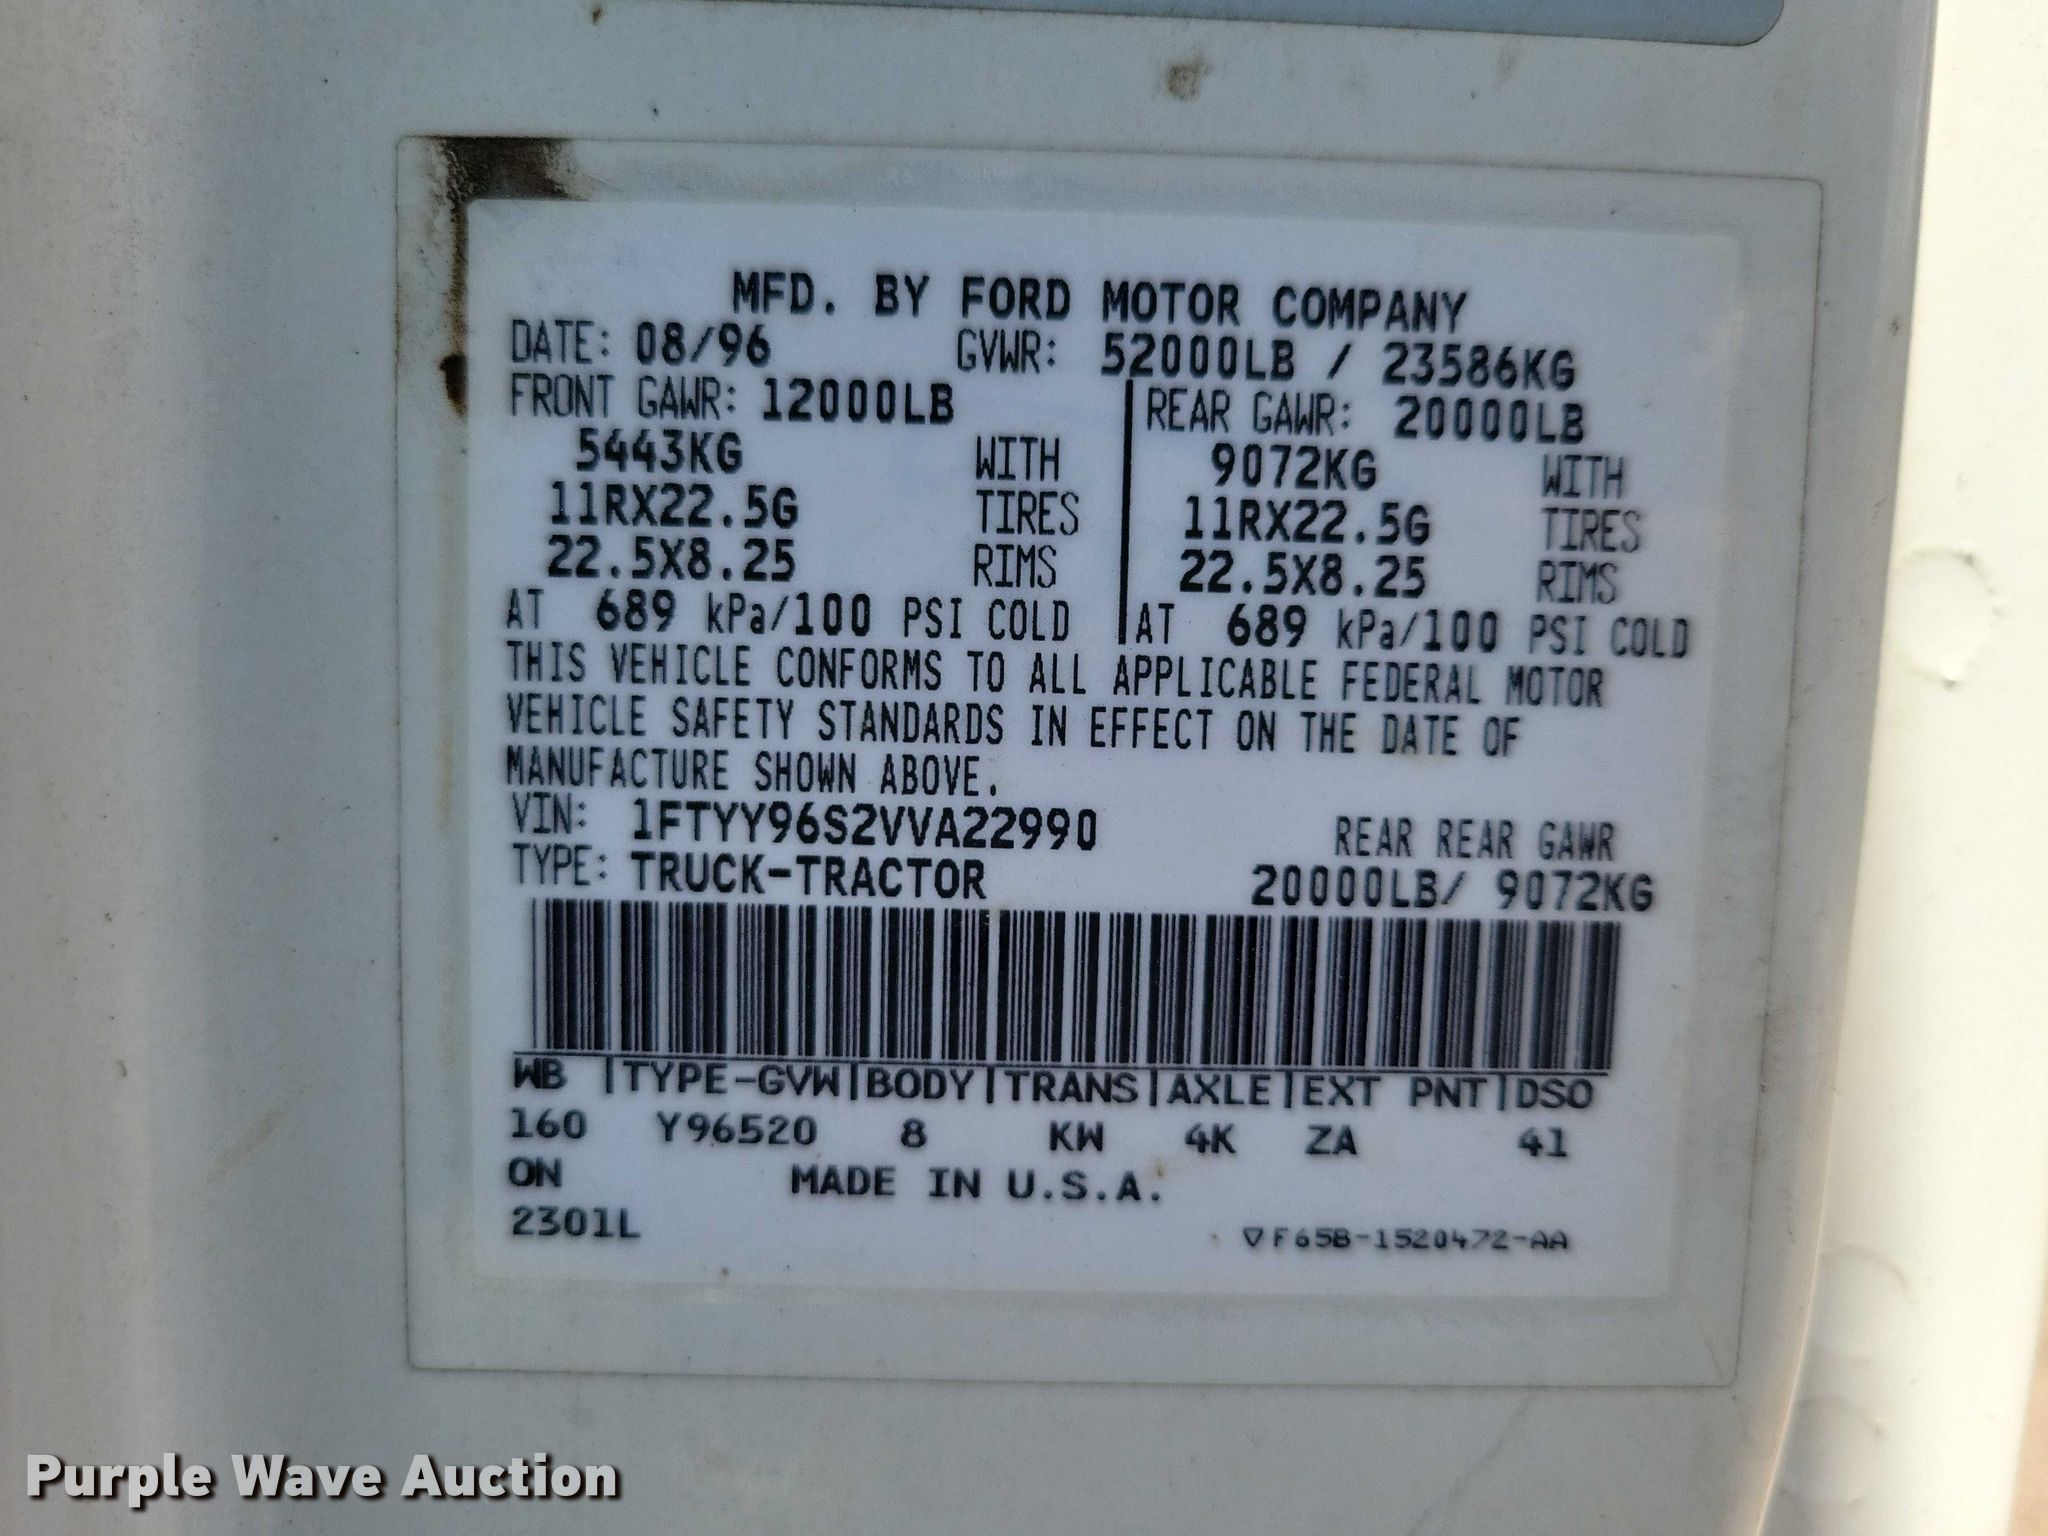 MFD. BY FORD MOTOR COMPANY
DATE: 08/96 GVWR: 52000LB / 23586KG
FRONT GAWR: 12000LB REAR GAWR: 20000LB
5443KG WITH 9072KG WITH
11RX22.5G TIRES 11RX22.5G TIRES
22.5X8.25 RIMS 22.5X8.25 RIMS
AT 689 kPa/100 PSI COLD AT 689 kPa/100 PSI COLD
THIS VEHICLE CONFORMS TO ALL APPLICABLE FEDERAL MOTOR
VEHICLE SAFETY STANDARDS IN EFFECT ON THE DATE OF
MANUFACTURE SHOWN ABOVE.
VIN: 1FTYY96S2VVA22990 REAR REAR GAWR
TYPE: TRUCK-TRACTOR 20000LB/ 9072KG
WB |TYPE-GVW|BODY|TRANS|AXLE|EXT PNT|DSO
160 Y96520 8 KW 4K ZA 41
ON MADE IN U.S.A.
2301L ▽F65B-1520472-AA
Purple Wave Auction